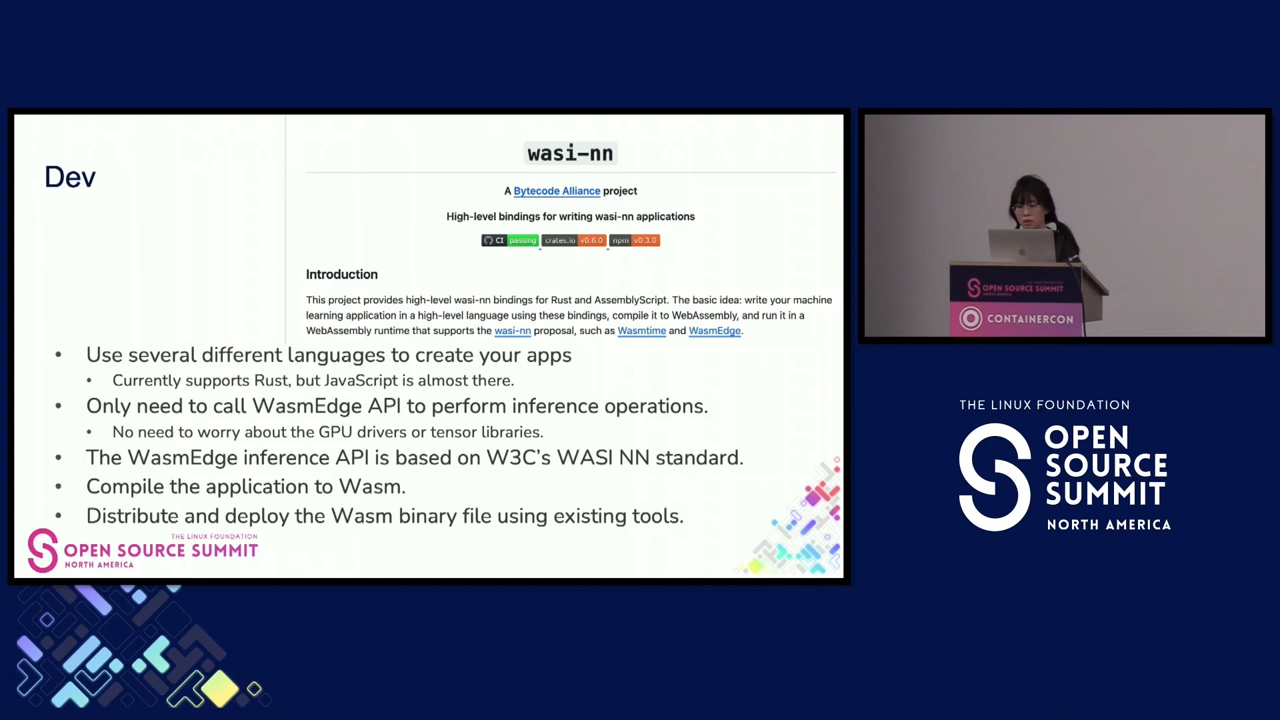 Dev
wasi-nn
A Bytecode Alliance project
High-level bindings for writing wasi-nn applications
CI passing crates.io v0.6.0 npm v0.3.0
Introduction
This project provides high-level wasi-nn bindings for Rust and AssemblyScript. The basic idea: write your machine
learning application in a high-level language using these bindings, compile it to WebAssembly, and run it in a
WebAssembly runtime that supports the wasi-nn proposal, such as Wasmtime and WasmEdge.
• Use several different languages to create your apps
• Currently supports Rust, but JavaScript is almost there.
• Only need to call WasmEdge API to perform inference operations.
• No need to worry about the GPU drivers or tensor libraries.
• The WasmEdge inference API is based on W3C's WASI NN standard.
• Compile the application to Wasm.
• Distribute and deploy the Wasm binary file using existing tools.
THE LINUX FOUNDATION
OPEN SOURCE SUMMIT
NORTH AMERICA
OPEN SOURCE SUMMIT
CONTAINERCON
THE LINUX FOUNDATION
OPEN
SOURCE
SUMMIT
NORTH AMERICA